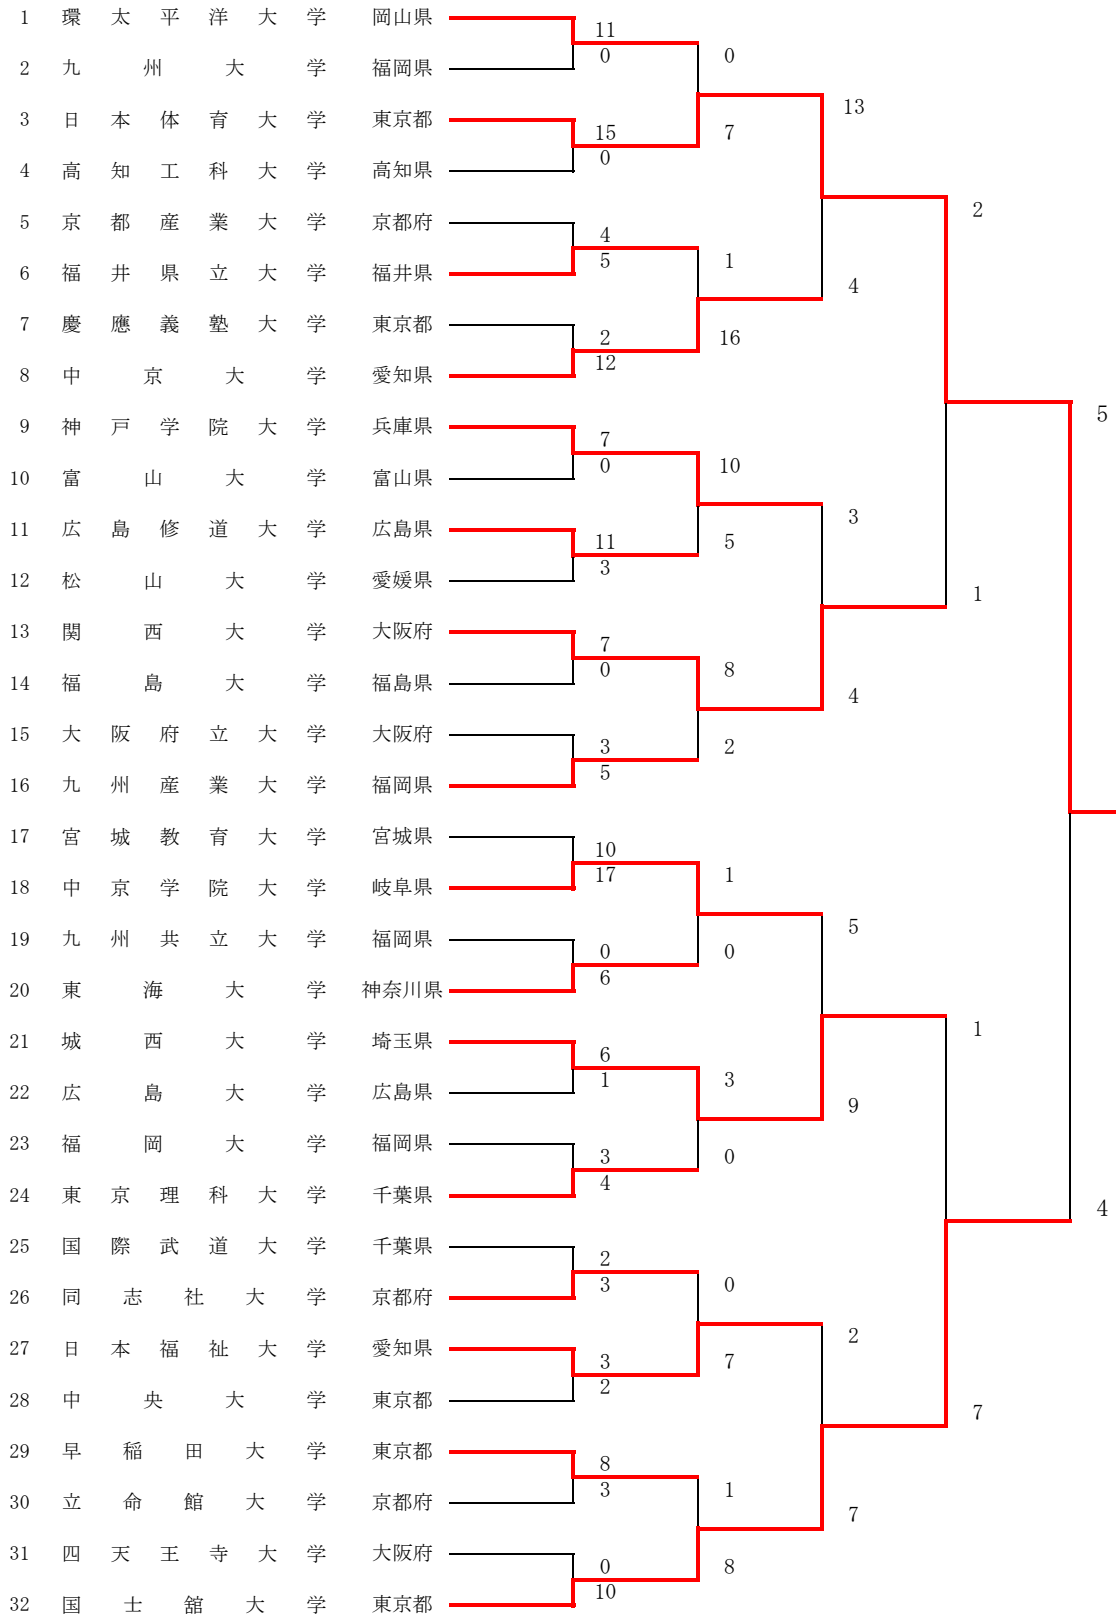 1 環太平洋大学 岡山県
11
0
0
2 九州大学 福岡県
13
3 日本体育大学 東京都
15
7
0
4 高知工科大学 高知県
2
5 京都産業大学 京都府
4
5
1
6 福井県立大学 福井県
4
7 慶應義塾大学 東京都
2
16
12
8 中京大学 愛知県
5
9 神戸学院大学 兵庫県
7
0
10
10 富山大学 富山県
3
11 広島修道大学 広島県
11
5
3
12 松山大学 愛媛県
1
13 関西大学 大阪府
7
0
8
14 福島大学 福島県
4
15 大阪府立大学 大阪府
3
2
5
16 九州産業大学 福岡県
17 宮城教育大学 宮城県
10
17
1
18 中京学院大学 岐阜県
5
19 九州共立大学 福岡県
0
0
6
20 東海大学 神奈川県
1
21 城西大学 埼玉県
6
1
3
22 広島大学 広島県
9
23 福岡大学 福岡県
3
0
4
24 東京理科大学 千葉県
4
25 国際武道大学 千葉県
2
3
0
26 同志社大学 京都府
2
27 日本福祉大学 愛知県
3
7
2
28 中央大学 東京都
7
29 早稲田大学 東京都
8
3
1
30 立命館大学 京都府
7
31 四天王寺大学 大阪府
0
8
10
32 国士舘大学 東京都